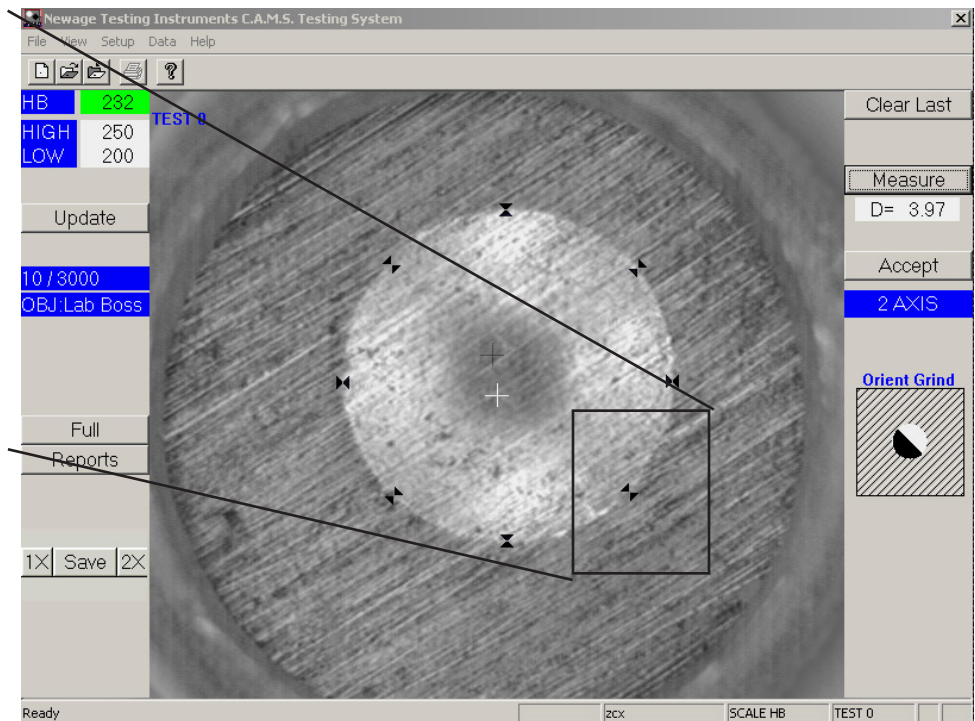 Newage Testing Instruments C.A.M.S. Testing System
File View Setup Data Help
HB 232
HIGH 250
LOW 200
TEST 0
Update
10 / 3000
OBJ:Lab Boss
Full
Reports
1X Save 2X
Clear Last
Measure
D= 3.97
Accept
2 AXIS
Orient Grind
Ready zcx SCALE HB TEST 0